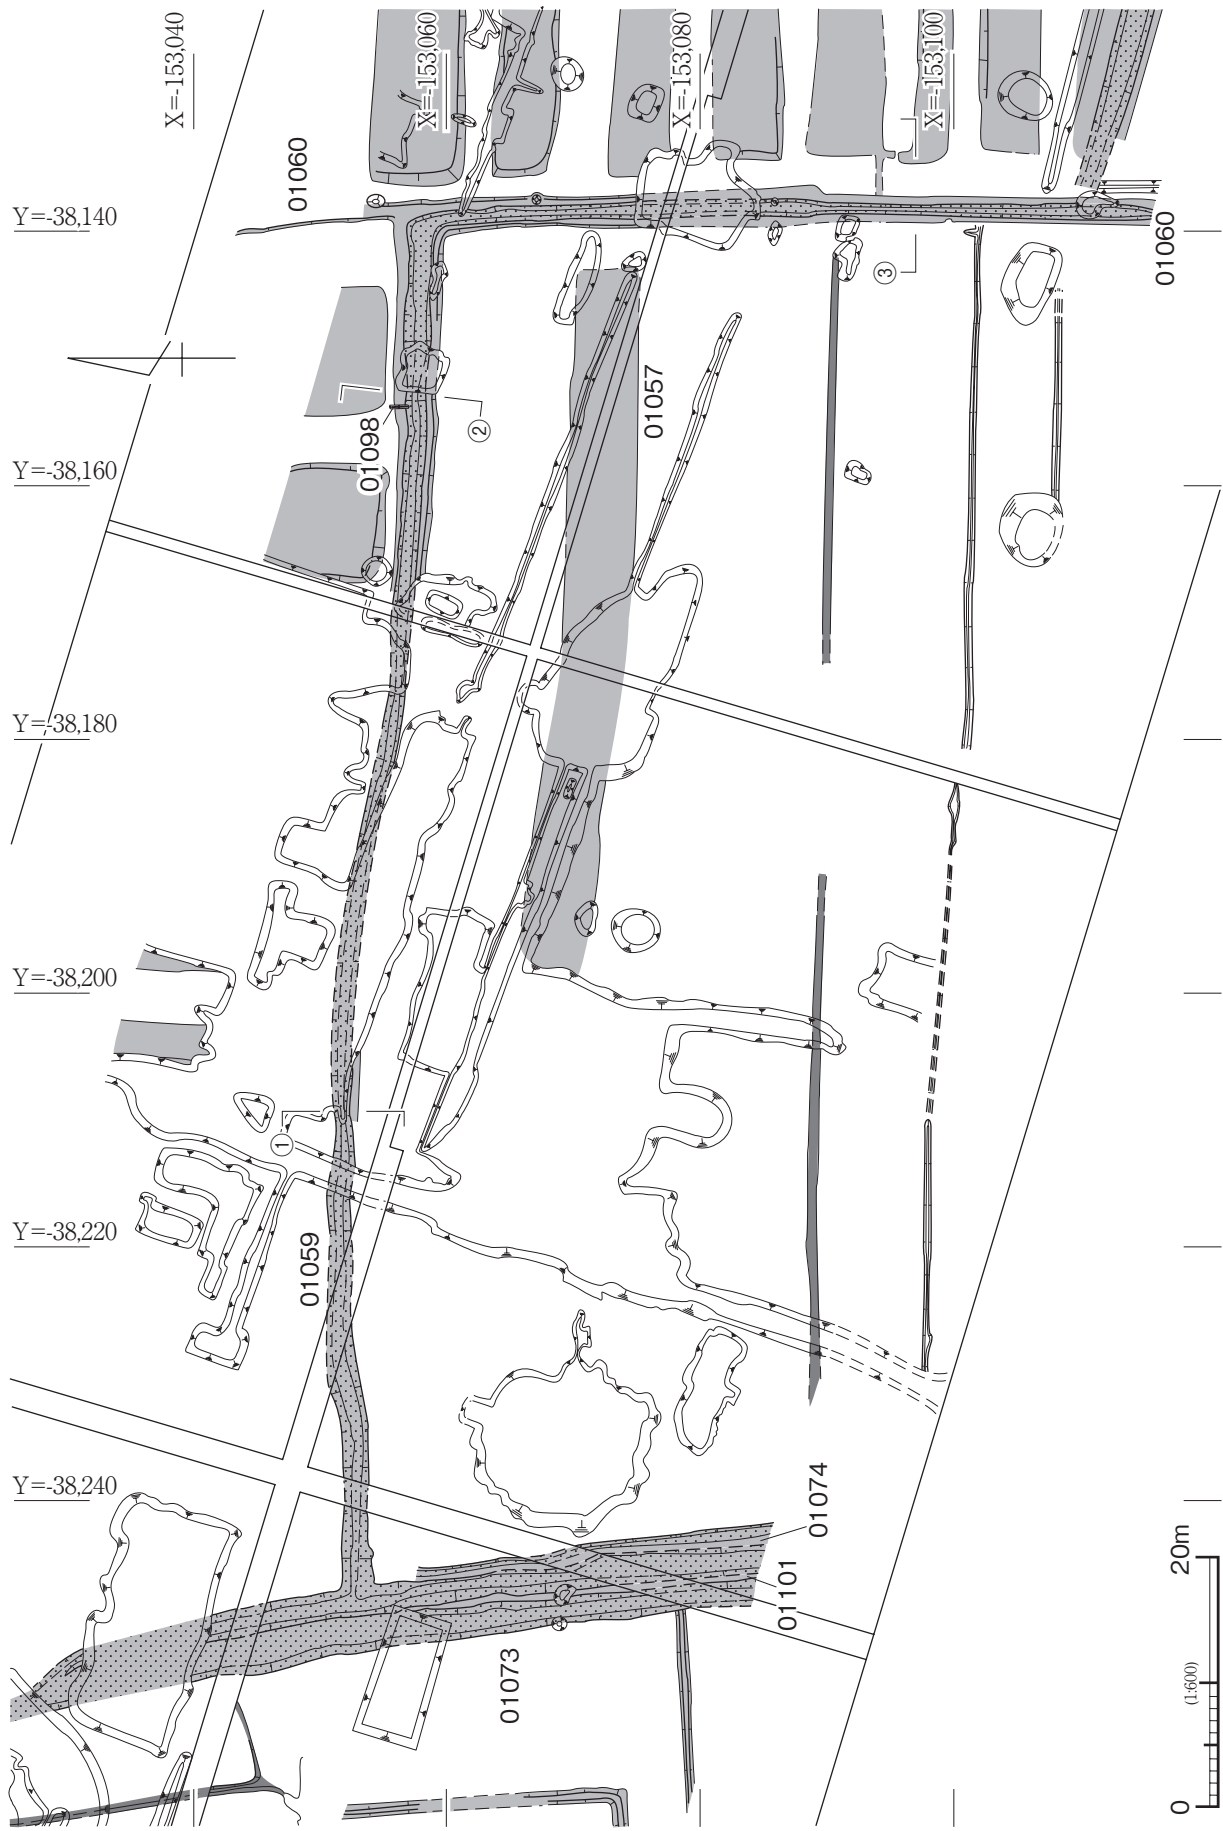 X=-153,040
X=-153,060
X=-153,080
X=-153,100
01060
Y=-38,140
01060
③
01057
②
01098
Y=-38,160
Y=-38,180
Y=-38,200
①
Y=-38,220
01059
Y=-38,240
01074
01101
01073
20m
(1:600)
0